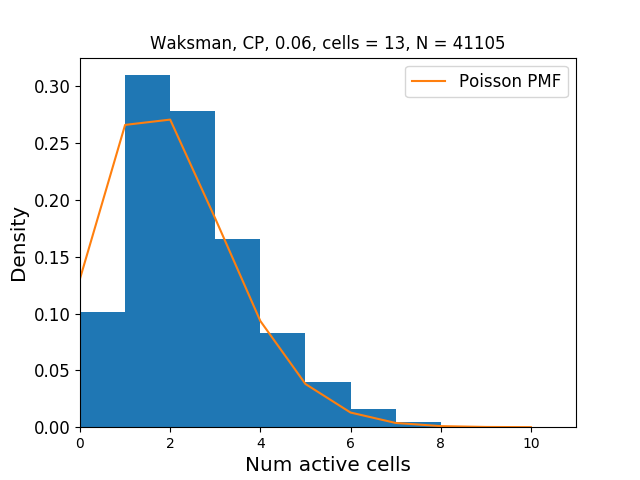 Waksman, CP, 0.06, cells = 13, N = 41105
Poisson PMF
Density
0.30
0.25
0.20
0.15
0.10
0.05
0.00
0 2 4 6 8 10
Num active cells